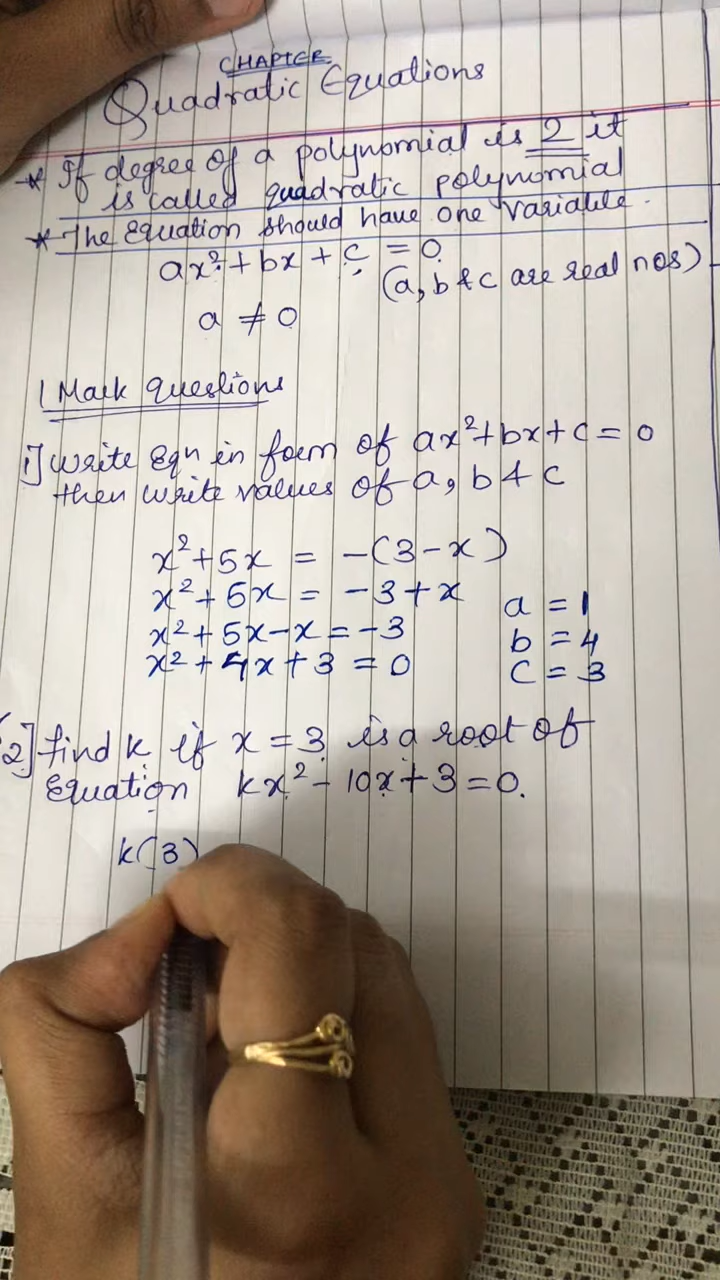 CHAPTER
Quadratic Equations
* If degree of a polynomial is 2 it
is called quadratic polynomial
* The Equation should have one variable.
ax²+bx+c=0
(a, b & c are real nos)
a ≠ 0
1 Mark questions
1] write Eqn in form of ax²+bx+c=0
then write values of a, b & c
x²+5x = -(3-x)
x²+5x = -3+x
x²+5x-x=-3
x²+4x+3=0
a=1
b=4
c=3
2] find k if x=3 is a root of
Equation kx²-10x+3=0.
k(3)